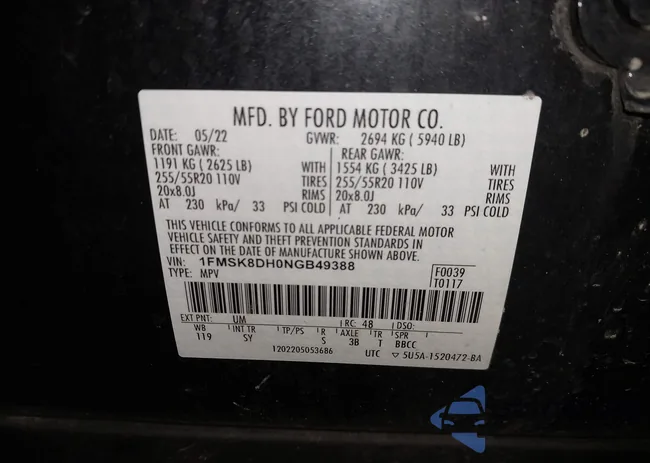 MFD. BY FORD MOTOR CO.
DATE: 05/22 GVWR: 2694 KG ( 5940 LB)
FRONT GAWR: REAR GAWR:
1191 KG ( 2625 LB) WITH 1554 KG ( 3425 LB) WITH
255/55R20 110V TIRES 255/55R20 110V TIRES
20x8.0J RIMS 20x8.0J RIMS
AT 230 kPa/ 33 PSI COLD AT 230 kPa/ 33 PSI COLD
THIS VEHICLE CONFORMS TO ALL APPLICABLE FEDERAL MOTOR
VEHICLE SAFETY AND THEFT PREVENTION STANDARDS IN
EFFECT ON THE DATE OF MANUFACTURE SHOWN ABOVE.
VIN: 1FMSK8DH0NGB49388 F0039
TYPE: MPV T0117
EXT PNT: UM RC: 48 DSO:
WB INT TR TP/PS R AXLE TR SPR
119 SY S 3B T BBCC
1202205053686 UTC ▽ 5U5A-1520472-BA